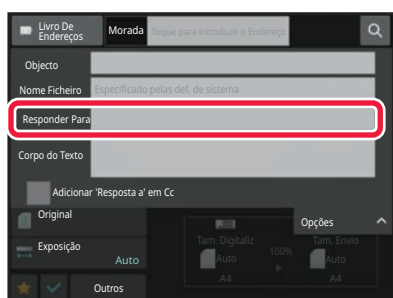 Livro De
Endereços
Morada
Toque para introduzir o Endereço
Objecto
Nome Ficheiro
Especificado pelas def. de sistema
Responder Para
Corpo do Texto
Adicionar 'Resposta a' em Cc
Original
Opções
Exposição
Auto
Tam. Digitaliz
Auto
A4
100%
Tam. Envio
Auto
A4
Outros